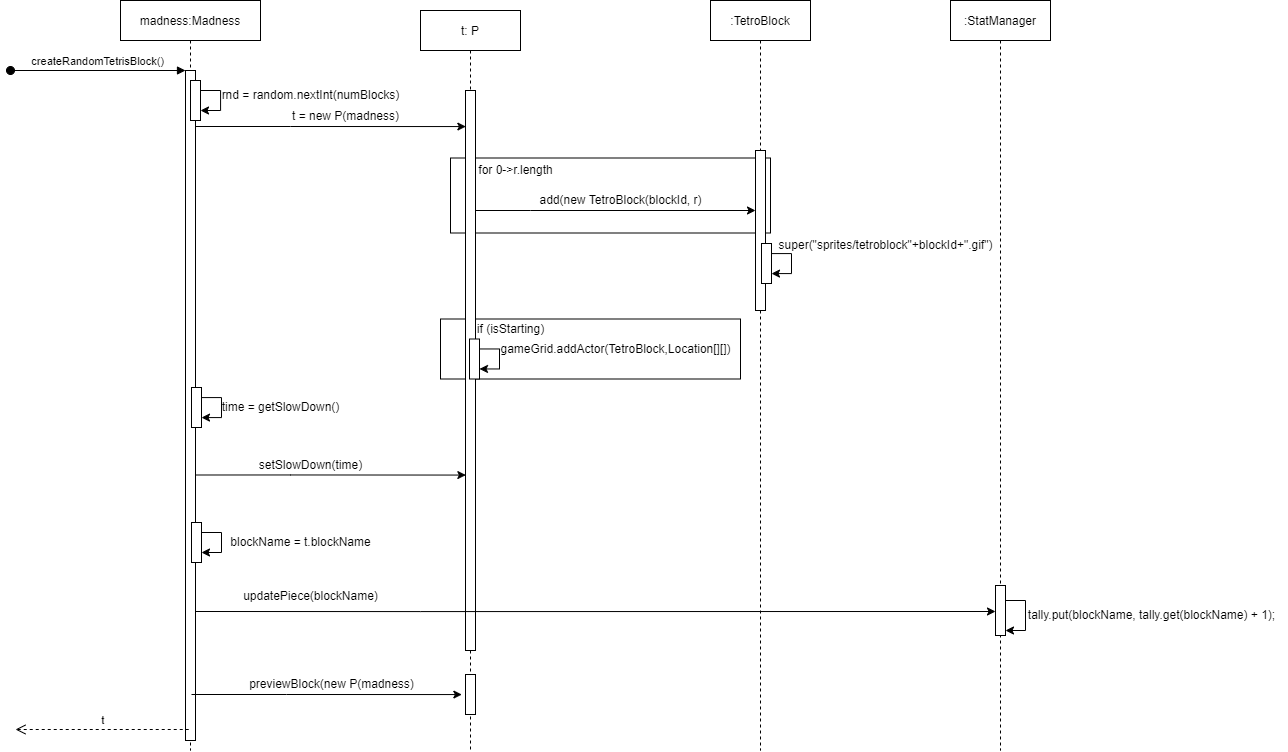 madness:Madness
t: P
:TetroBlock
:StatManager
createRandomTetrisBlock()
rnd = random.nextInt(numBlocks)
t = new P(madness)
for 0->r.length
add(new TetroBlock(blockId, r)
super("sprites/tetroblock"+blockId+".gif")
if (isStarting)
gameGrid.addActor(TetroBlock,Location[][])
time = getSlowDown()
setSlowDown(time)
blockName = t.blockName
updatePiece(blockName)
tally.put(blockName, tally.get(blockName) + 1);
previewBlock(new P(madness)
t